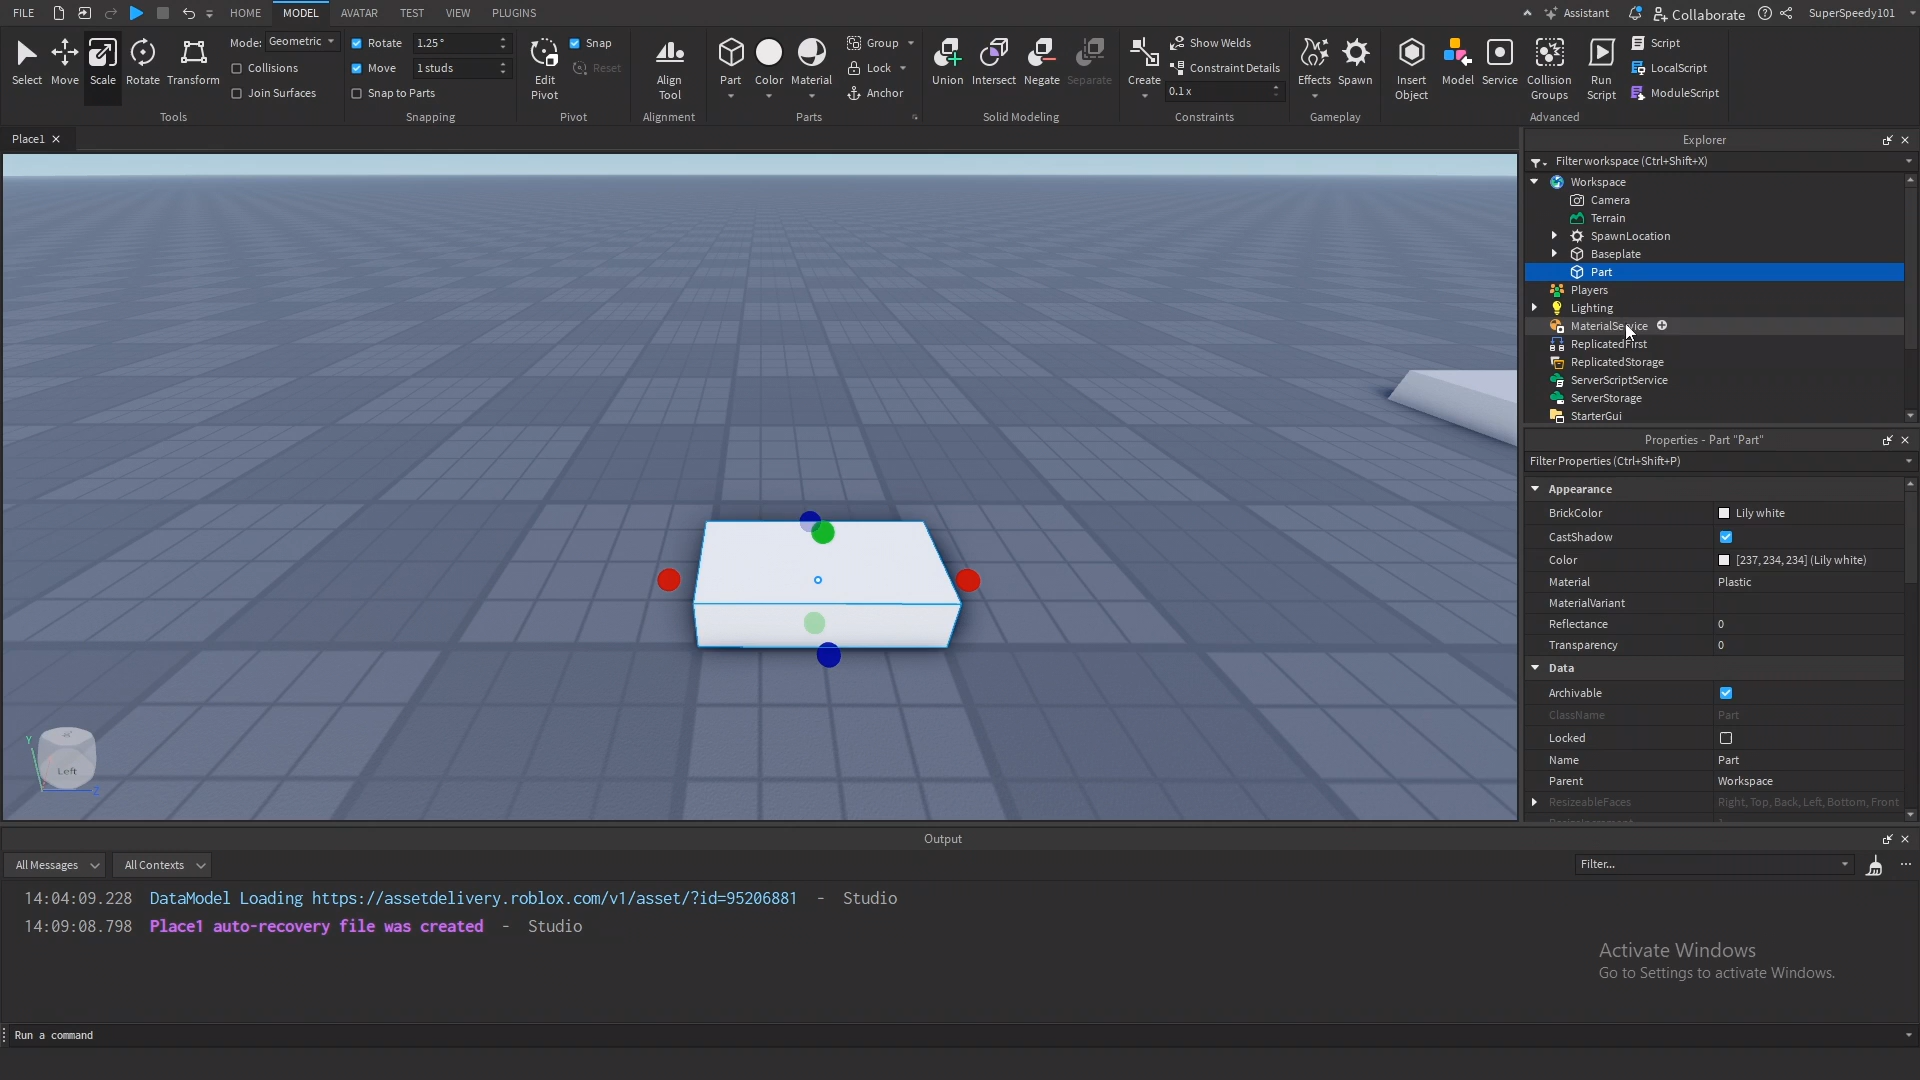 FILE HOME MODEL AVATAR TEST VIEW PLUGINS Assistant Collaborate SuperSpeedy101
Select Move Scale Rotate Transform
Mode: Geometric
Collisions
Join Surfaces
Tools
Rotate 1.25°
Move 1 studs
Snap to Parts
Snapping
Edit Pivot
Snap
Reset
Pivot
Align Tool
Alignment
Part Color Material
Group
Lock
Anchor
Parts
Union Intersect Negate Separate
Solid Modeling
Create
Show Welds
Constraint Details
0.1 x
Constraints
Effects Spawn
Gameplay
Insert Object
Model Service
Collision Groups
Run Script
Script
LocalScript
ModuleScript
Advanced
Place1
Explorer
Filter workspace (Ctrl+Shift+X)
Workspace
Camera
Terrain
SpawnLocation
Baseplate
Part
Players
Lighting
MaterialService
ReplicatedFirst
ReplicatedStorage
ServerScriptService
ServerStorage
StarterGui
Properties - Part "Part"
Filter Properties (Ctrl+Shift+P)
Appearance
BrickColor Lily white
CastShadow
Color [237, 234, 234] (Lily white)
Material Plastic
MaterialVariant
Reflectance 0
Transparency 0
Data
Archivable
ClassName Part
Locked
Name Part
Parent Workspace
ResizeableFaces Right, Top, Back, Left, Bottom, Front
Y
Left
Z
Output
All Messages All Contexts Filter...
14:04:09.228 DataModel Loading https://assetdelivery.roblox.com/v1/asset/?id=95206881 - Studio
14:09:08.798 Place1 auto-recovery file was created - Studio
Activate Windows
Go to Settings to activate Windows.
Run a command